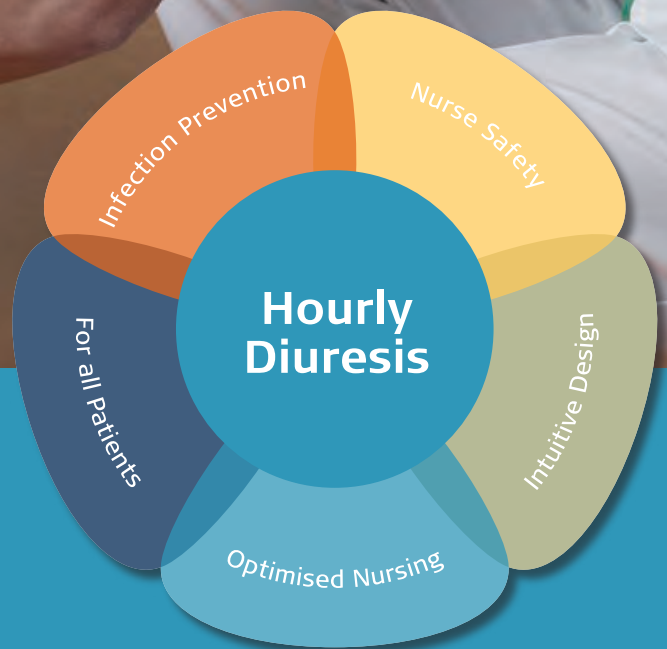 Infection Prevention
Nurse Safety
Hourly
Diuresis
For all Patients
Intuitive Design
Optimised Nursing